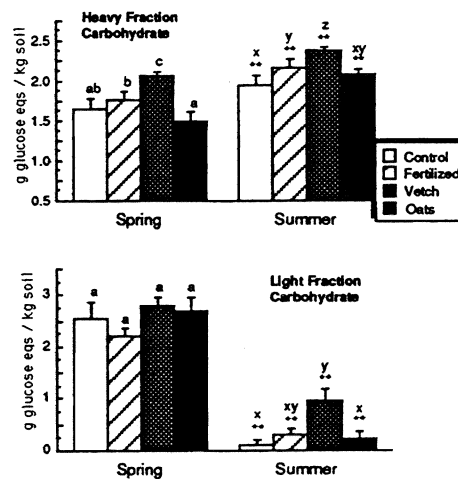 Heavy Fraction
Carbohydrate
g glucose eqs / kg soil
2.5
2.0
1.5
1.0
0.5
ab
b
c
a
x
**
y
**
z
**
xy
**
Spring
Summer
Control
Fertilized
Vetch
Oats
Light Fraction
Carbohydrate
g glucose eqs / kg soil
3
2
1
0
a
a
a
a
x
**
xy
**
y
**
x
**
Spring
Summer